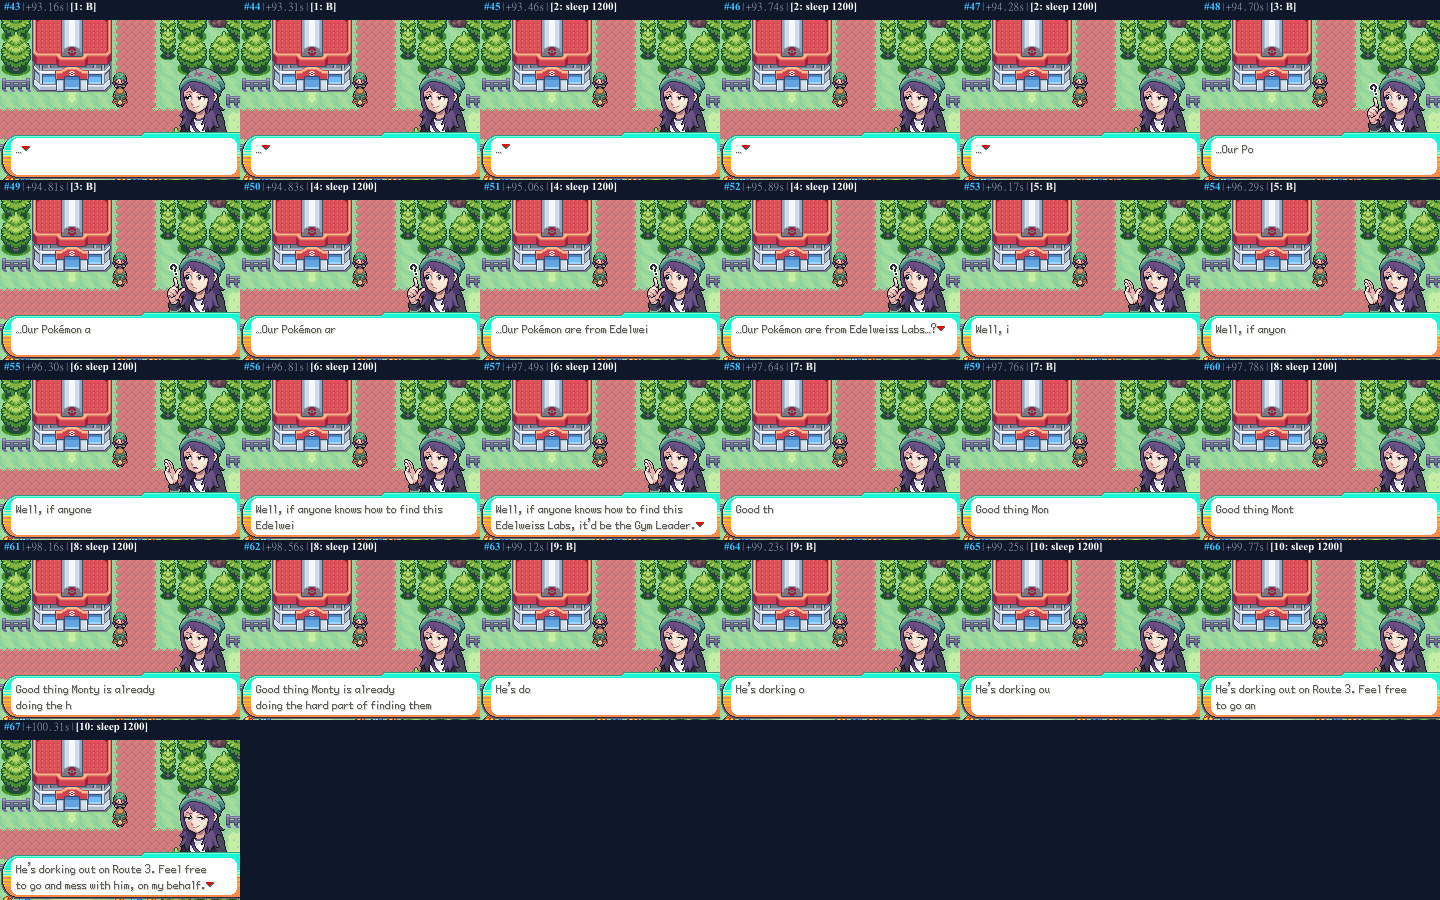 #43|+93.16s|[1: B]
#44|+93.31s|[1: B]
#45|+93.46s|[2: sleep 1200]
#46|+93.74s|[2: sleep 1200]
#47|+94.28s|[2: sleep 1200]
#48|+94.70s|[3: B]
...
...
...
...
...
?
...Our Po
#49|+94.81s|[3: B]
#50|+94.83s|[4: sleep 1200]
#51|+95.06s|[4: sleep 1200]
#52|+95.89s|[4: sleep 1200]
#53|+96.17s|[5: B]
#54|+96.29s|[5: B]
?
?
?
?
...Our Pokémon a
...Our Pokémon ar
...Our Pokémon are from Edelwei
...Our Pokémon are from Edelweiss Labs...?
Well, i
Well, if anyon
#55|+96.30s|[6: sleep 1200]
#56|+96.81s|[6: sleep 1200]
#57|+97.49s|[6: sleep 1200]
#58|+97.64s|[7: B]
#59|+97.76s|[7: B]
#60|+97.78s|[8: sleep 1200]
Well, if anyone
Well, if anyone knows how to find this
Edelwei
Well, if anyone knows how to find this
Edelweiss Labs, it'd be the Gym Leader.
Good th
Good thing Mon
Good thing Mont
#61|+98.16s|[8: sleep 1200]
#62|+98.56s|[8: sleep 1200]
#63|+99.12s|[9: B]
#64|+99.23s|[9: B]
#65|+99.25s|[10: sleep 1200]
#66|+99.77s|[10: sleep 1200]
Good thing Monty is already
doing the h
Good thing Monty is already
doing the hard part of finding them
He's do
He's dorking o
He's dorking ou
He's dorking out on Route 3. Feel free
to go an
#67|+100.31s|[10: sleep 1200]
He's dorking out on Route 3. Feel free
to go and mess with him, on my behalf.